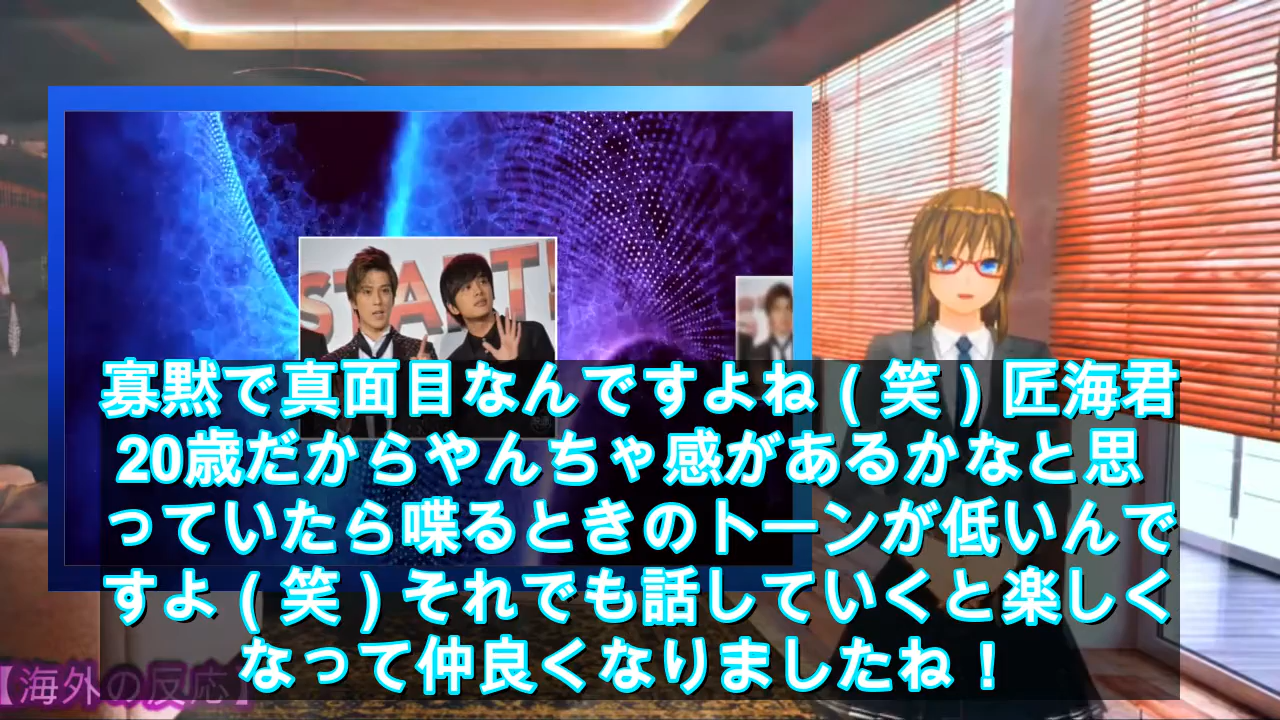 START!
寡黙で真面目なんですよね(笑)匠海君
20歳だからやんちゃ感があるかなと思
っていたら喋るときのトーンが低いんで
すよ(笑)それでも話していくと楽しく
なって仲良くなりましたね!
【海外の反応】